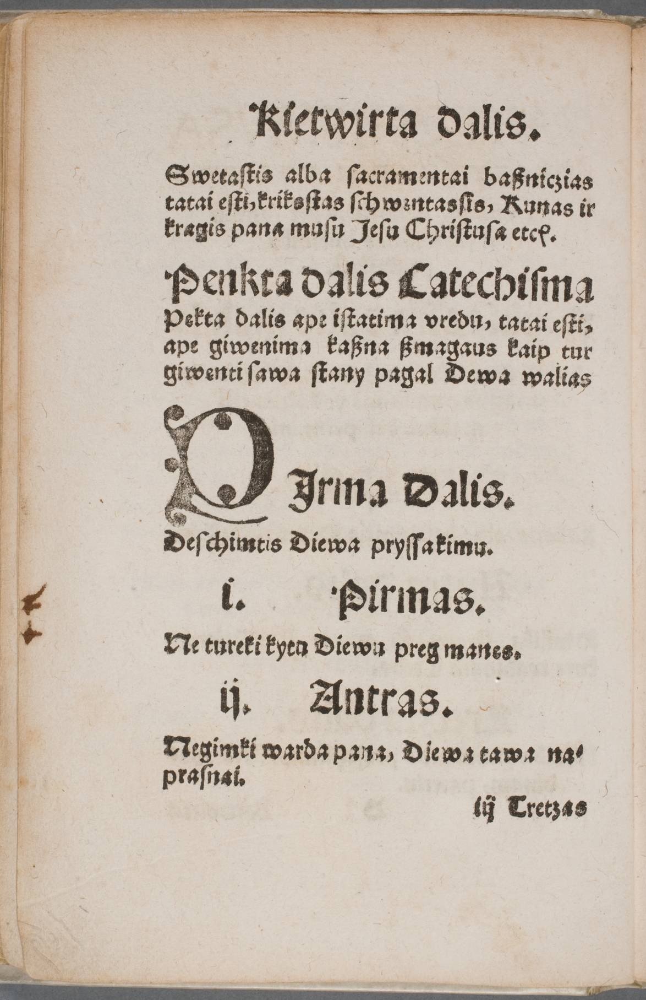 Kietwirta dalis.
Swetaſtis alba ſacramentai baßnicʒias
tatai eſti, krikſstas ſchwentasſis, Kunas ir
kragis pana muſu Jeſu Chriſtuſa etcꝭ.
Penkta dalis Catechiſma
Pekta dalis ape iſtatima vredu, tatai eſti,
ape giwenima kaßna ßmagaus kaip tur
giwenti ſawa ſtany pagal Dewa walias
PIrma Dalis.
Deſchimtis Diewa pryſſakimu.
i. Pirmas.
Ne tureki kytu Diewu preg manes.
ij. Antras.
Negimki warda pana, Diewa tawa na⸗
praſnai.
iij Tretzas